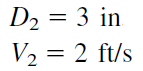 D₂ = 3 in
V₂ = 2 ft/s